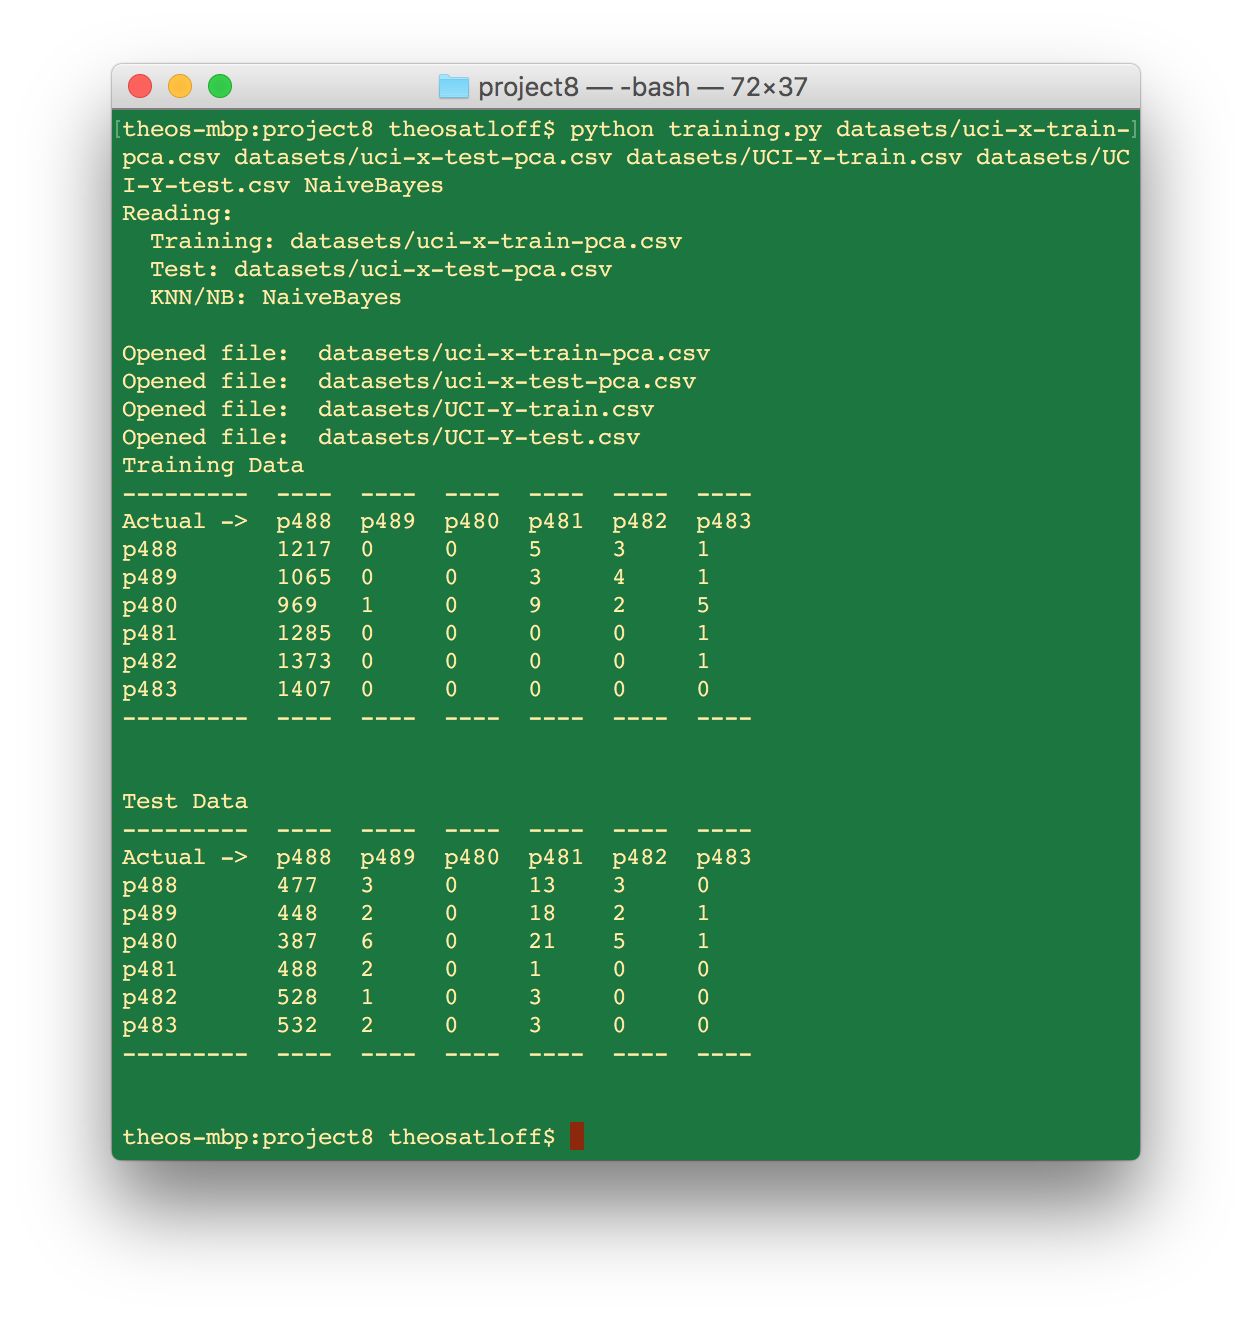 project8 — -bash — 72×37
theos-mbp:project8 theosatloff$ python training.py datasets/uci-x-train-
pca.csv datasets/uci-x-test-pca.csv datasets/UCI-Y-train.csv datasets/UC
I-Y-test.csv NaiveBayes
Reading:
  Training: datasets/uci-x-train-pca.csv
  Test: datasets/uci-x-test-pca.csv
  KNN/NB: NaiveBayes

Opened file:  datasets/uci-x-train-pca.csv
Opened file:  datasets/uci-x-test-pca.csv
Opened file:  datasets/UCI-Y-train.csv
Opened file:  datasets/UCI-Y-test.csv
Training Data
---------  ----  ----  ----  ----  ----  ----
Actual ->  p488  p489  p480  p481  p482  p483
p488       1217  0     0     5     3     1
p489       1065  0     0     3     4     1
p480       969   1     0     9     2     5
p481       1285  0     0     0     0     1
p482       1373  0     0     0     0     1
p483       1407  0     0     0     0     0
---------  ----  ----  ----  ----  ----  ----

Test Data
---------  ----  ----  ----  ----  ----  ----
Actual ->  p488  p489  p480  p481  p482  p483
p488       477   3     0     13    3     0
p489       448   2     0     18    2     1
p480       387   6     0     21    5     1
p481       488   2     0     1     0     0
p482       528   1     0     3     0     0
p483       532   2     0     3     0     0
---------  ----  ----  ----  ----  ----  ----

theos-mbp:project8 theosatloff$